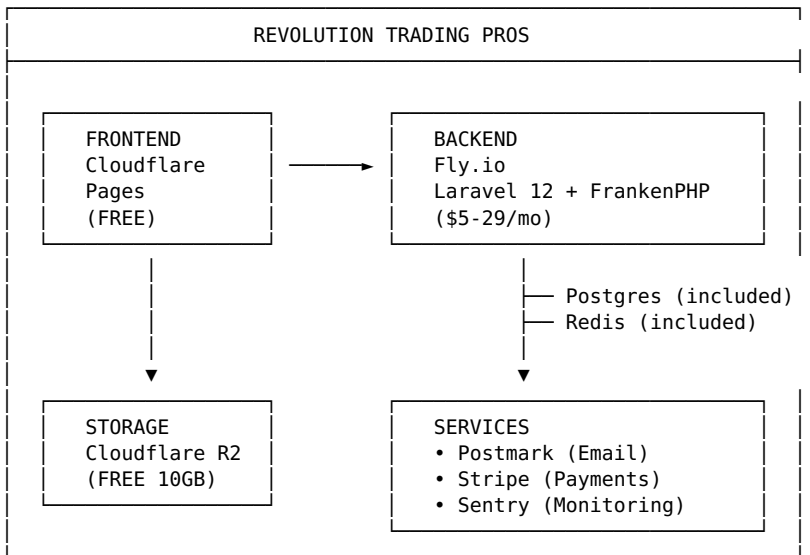 REVOLUTION TRADING PROS
FRONTEND
Cloudflare
Pages
(FREE)
BACKEND
Fly.io
Laravel 12 + FrankenPHP
($5-29/mo)
Postgres (included)
Redis (included)
STORAGE
Cloudflare R2
(FREE 10GB)
SERVICES
• Postmark (Email)
• Stripe (Payments)
• Sentry (Monitoring)